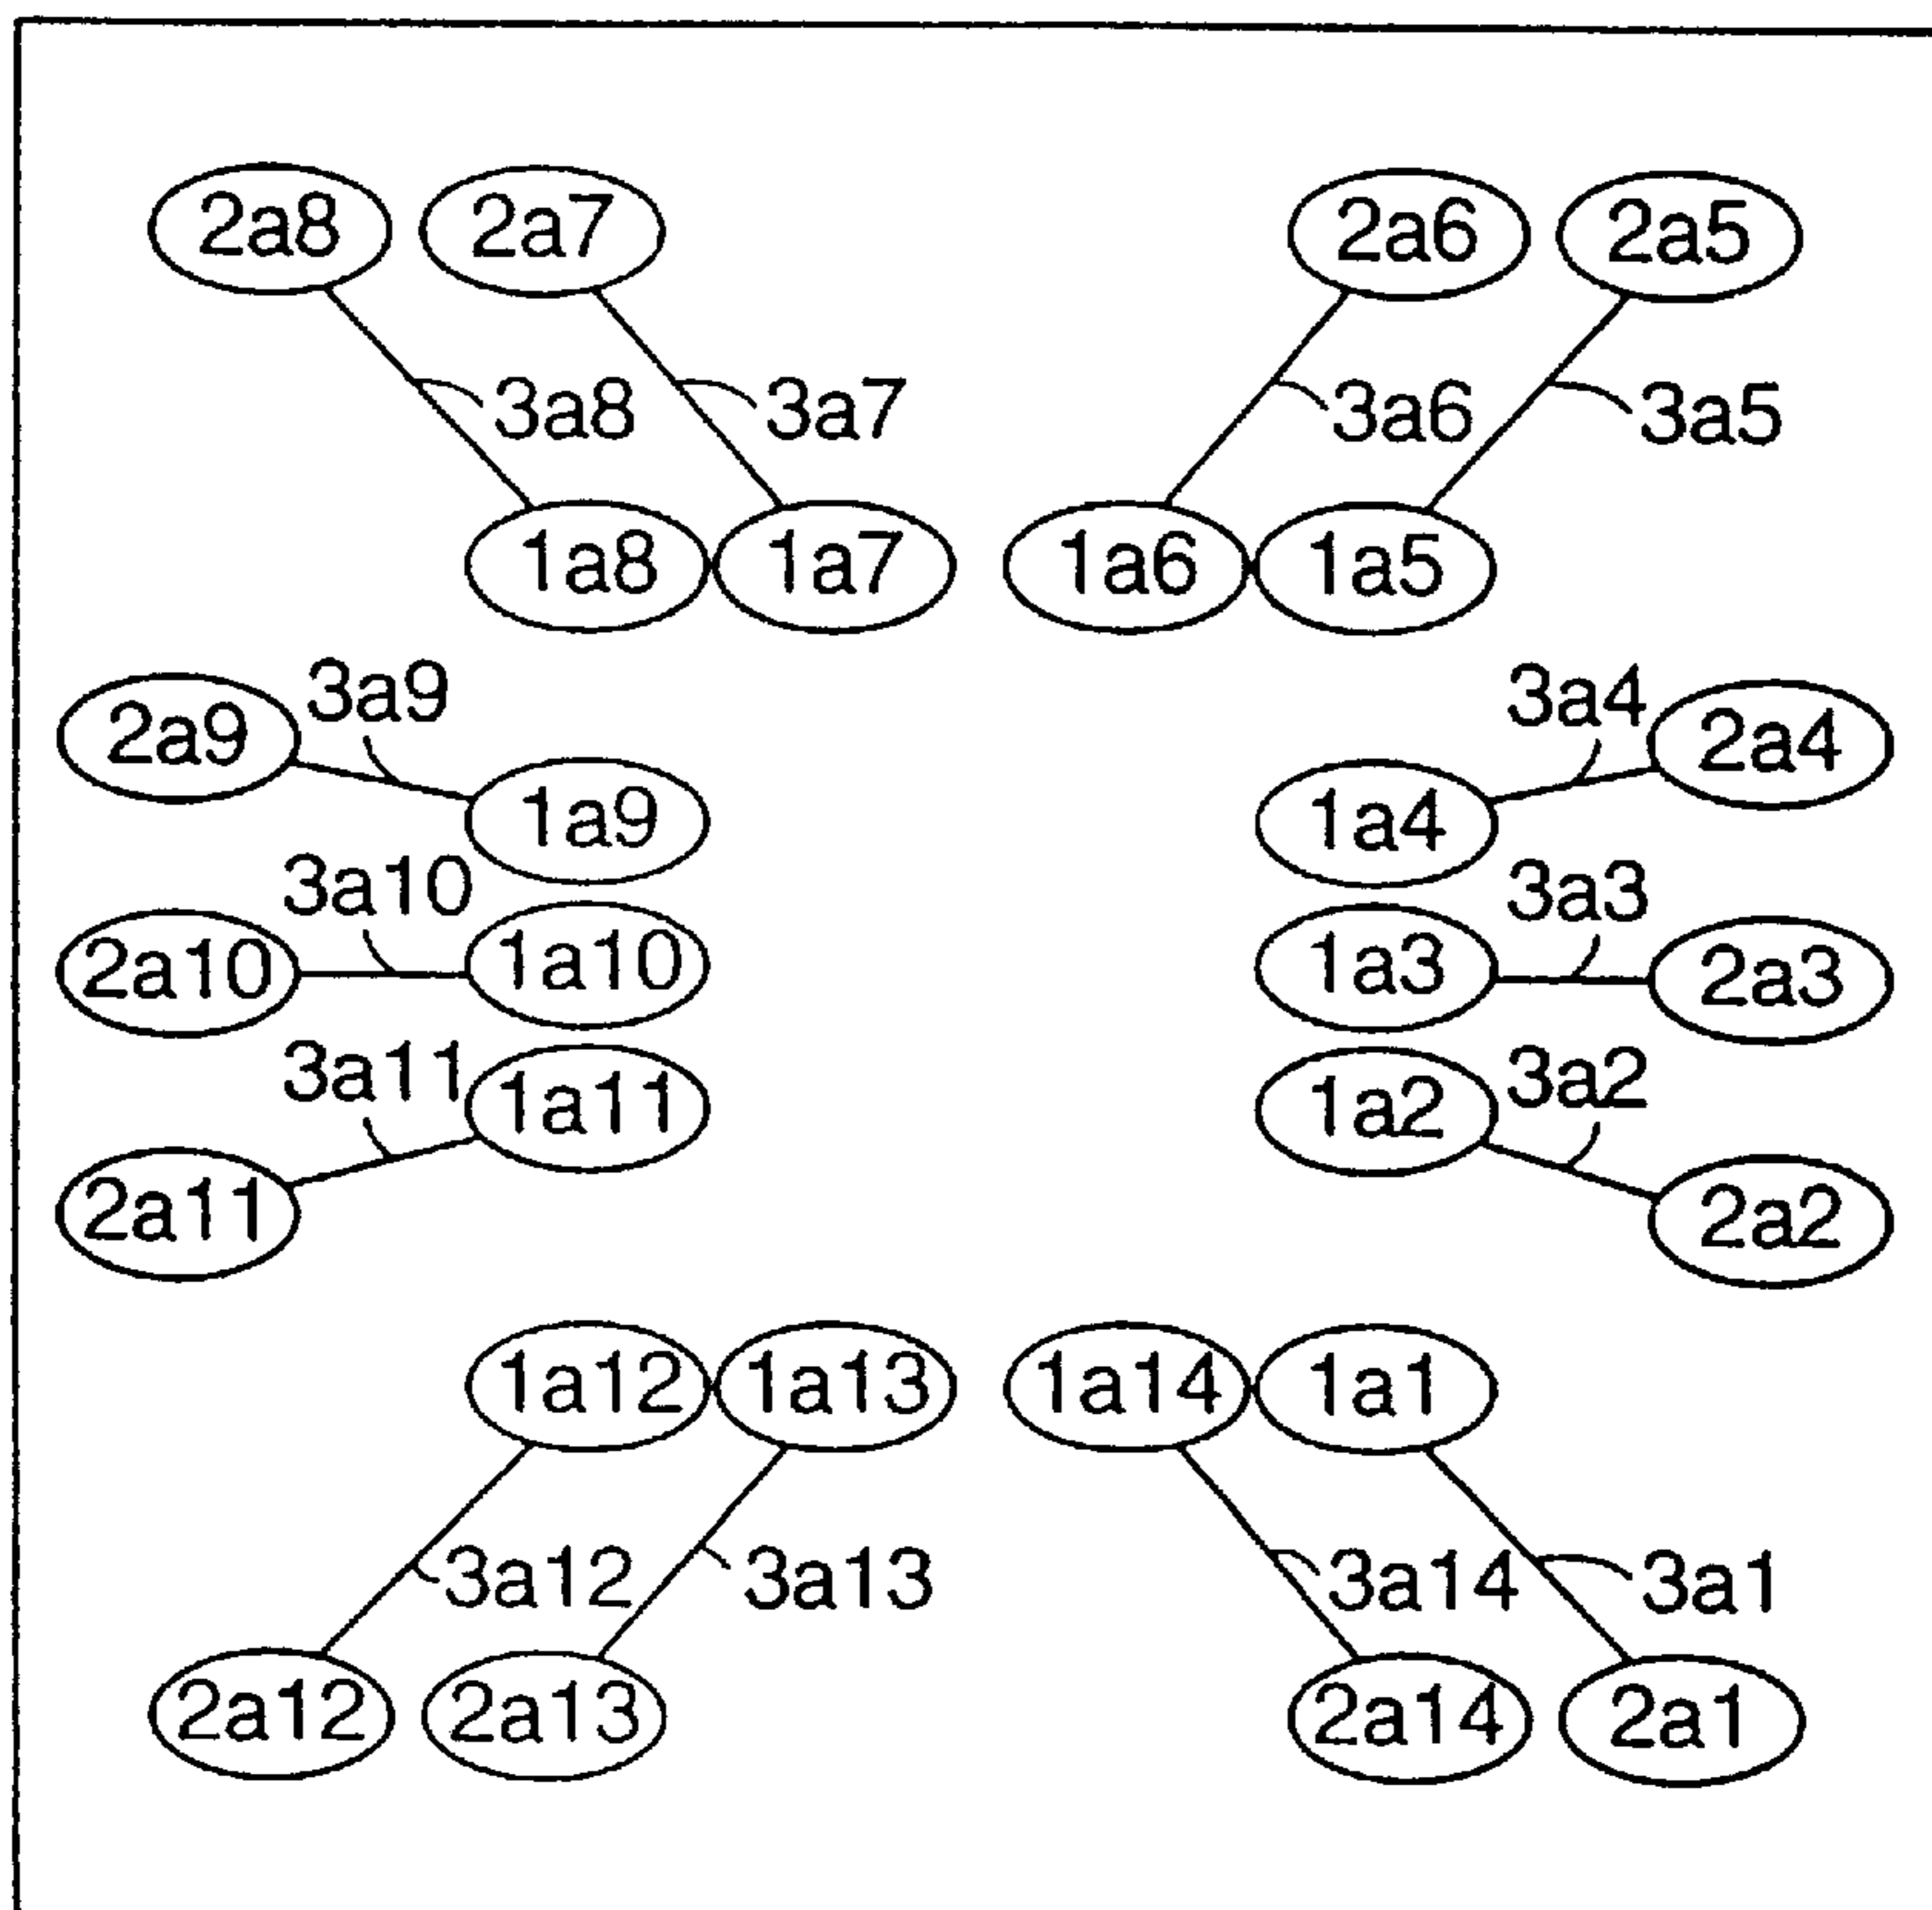 2a8 2a7 2a6 2a5
3a8 3a7 3a6 3a5
1a8 1a7 1a6 1a5
3a9 3a4
2a9 2a4
1a9 1a4
3a10 3a3
2a10 1a10 1a3 2a3
3a11 3a2
1a11 1a2
2a11 2a2
1a12 1a13 1a14 1a1
3a12 3a13 3a14 3a1
2a12 2a13 2a14 2a1